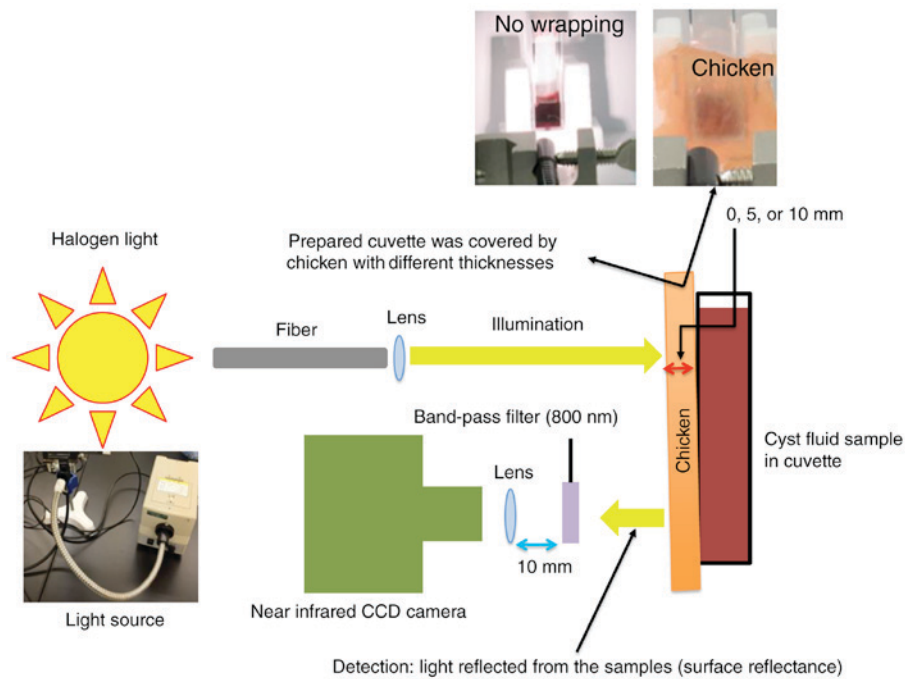 No wrapping
Chicken
0, 5, or 10 mm
Halogen light
Prepared cuvette was covered by
chicken with different thicknesses
Fiber
Lens
Illumination
Band-pass filter (800 nm)
Chicken
Cyst fluid sample
in cuvette
Lens
10 mm
Near infrared CCD camera
Light source
Detection: light reflected from the samples (surface reflectance)